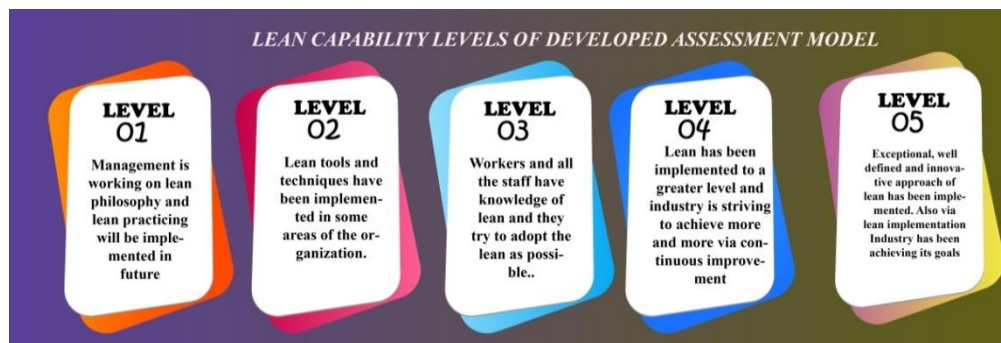 LEAN CAPABILITY LEVELS OF DEVELOPED ASSESSMENT MODEL
LEVEL
01
Management is
working on lean
philosophy and
lean practicing
will be imple-
mented in
future
LEVEL
02
Lean tools and
techniques have
been implemen-
ted in some
areas of the or-
ganization.
LEVEL
03
Workers and all
the staff have
knowledge of
lean and they
try to adopt the
lean as possi-
ble..
LEVEL
04
Lean has been
implemented to a
greater level and
industry is striving
to achieve more
and more via con-
tinuous improve-
ment
LEVEL
05
Exceptional, well
defined and innova-
tive approach of
lean has been imple-
mented. Also via
lean implementation
Industry has been
achieving its goals